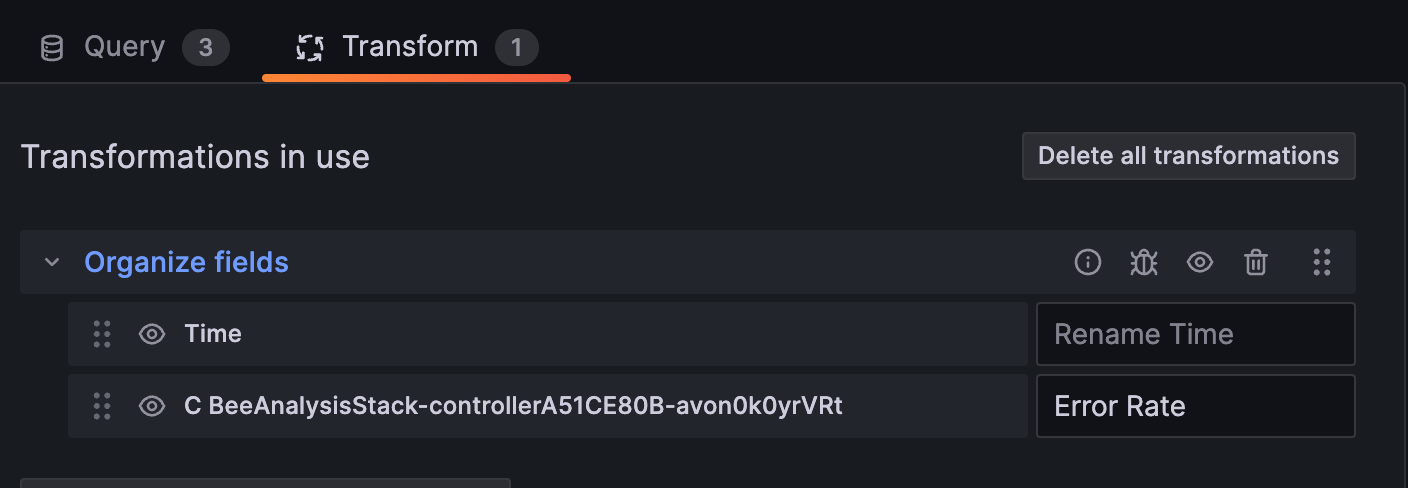 Query 3 Transform 1
Transformations in use Delete all transformations
Organize fields
Time Rename Time
C BeeAnalysisStack-controllerA51CE80B-avon0k0yrVRt Error Rate